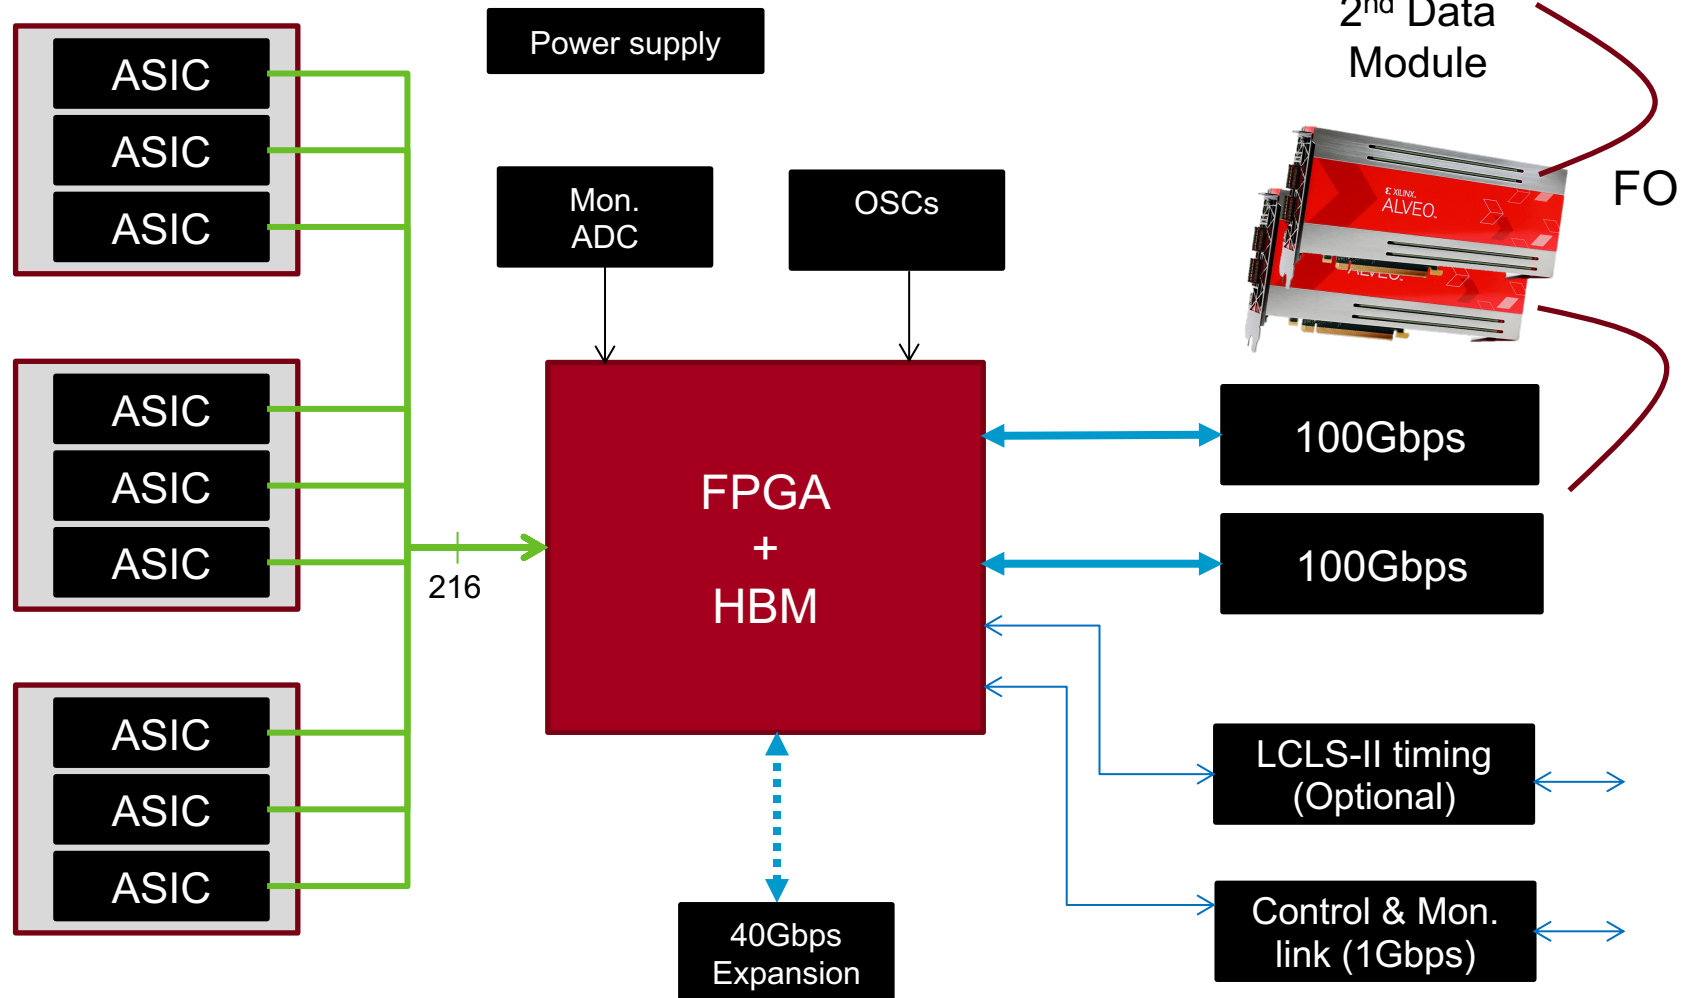 2nd Data
Module
Power supply
ASIC
ASIC
ASIC
Mon.
ADC
OSCs
XILINX
ALVEO
ALVEO
FO
ASIC
ASIC
ASIC
216
FPGA
+
HBM
100Gbps
100Gbps
ASIC
ASIC
ASIC
LCLS-II timing
(Optional)
40Gbps
Expansion
Control & Mon.
link (1Gbps)